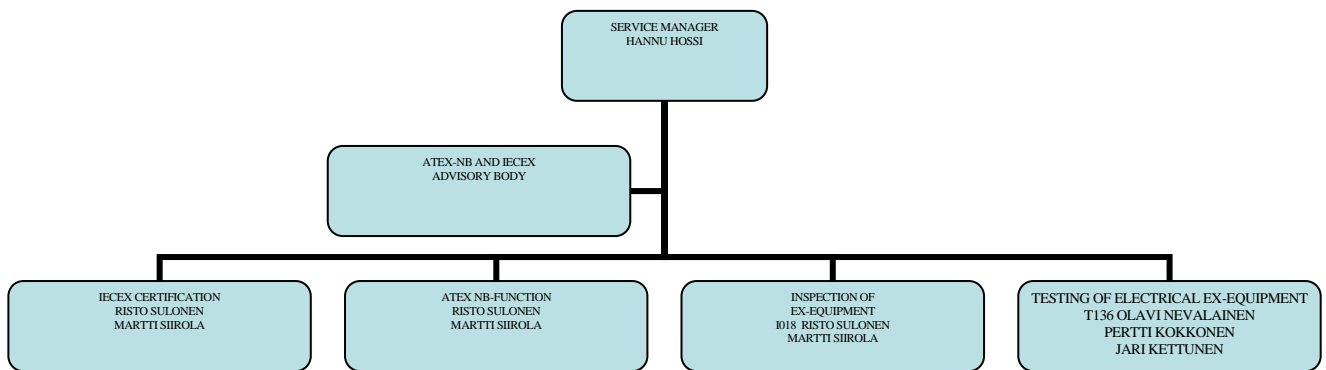 SERVICE MANAGER
HANNU HOSSI
ATEX-NB AND IECEX
ADVISORY BODY
IECEX CERTIFICATION
RISTO SULONEN
MARTTI SIIROLA
ATEX NB-FUNCTION
RISTO SULONEN
MARTTI SIIROLA
INSPECTION OF
EX-EQUIPMENT
I018 RISTO SULONEN
MARTTI SIIROLA
TESTING OF ELECTRICAL EX-EQUIPMENT
T136 OLAVI NEVALAINEN
PERTTI KOKKONEN
JARI KETTUNEN